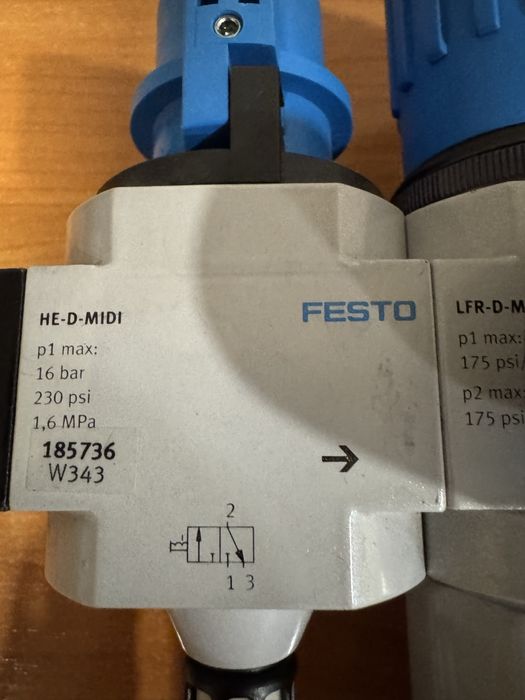 HE-D-MIDI
p1 max:
16 bar
230 psi
1,6 MPa
185736
W343
FESTO
2
1 3
LFR-D-M
p1 max:
175 psi/
p2 max:
175 psi